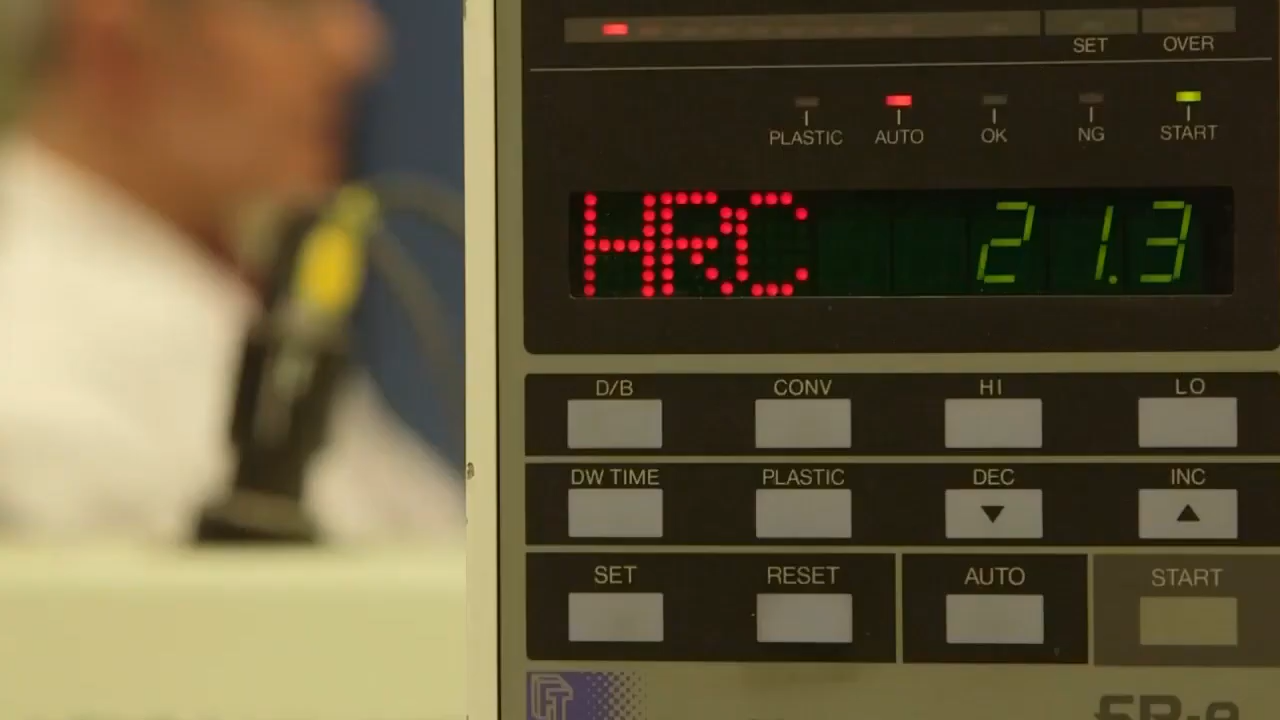 SET OVER
PLASTIC AUTO OK NG START
HRC 21.3
D/B CONV HI LO
DW TIME PLASTIC DEC INC
SET RESET AUTO START
FT